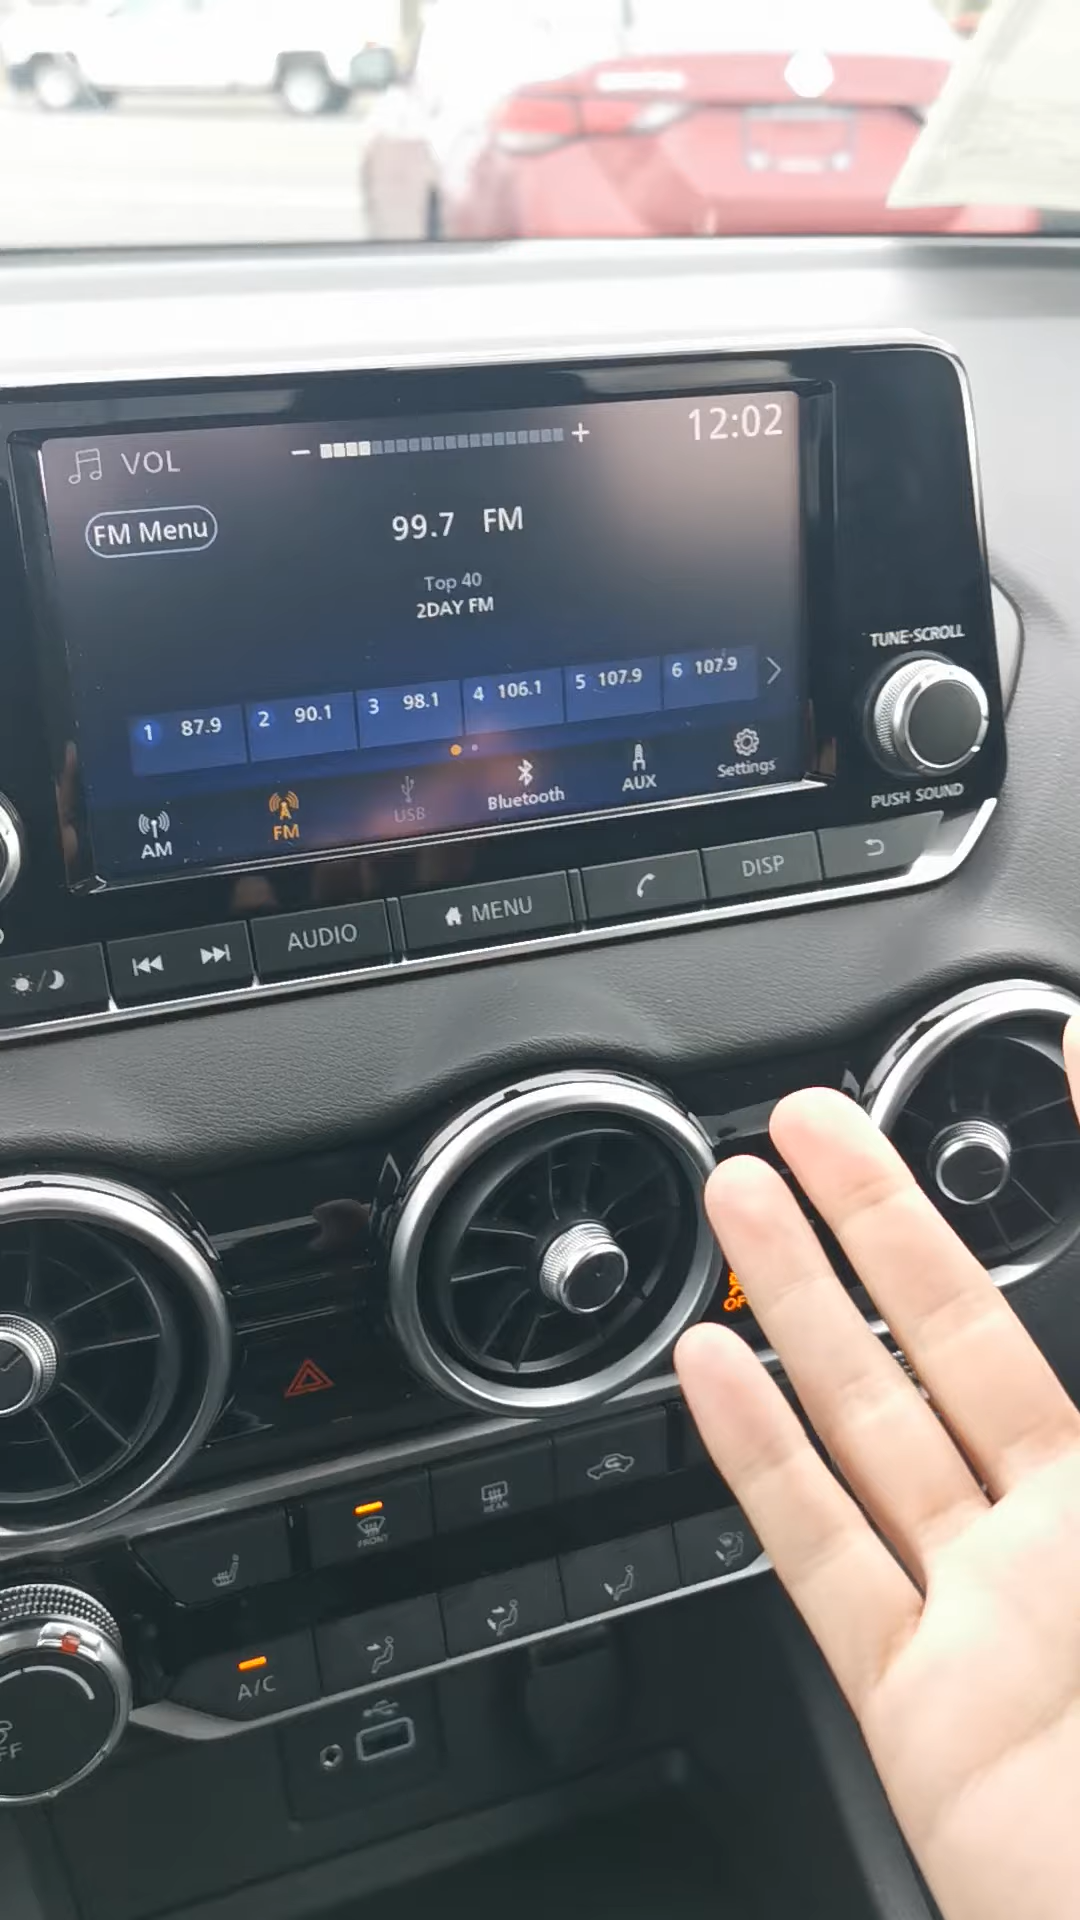 VOL
12:02
FM Menu
99.7 FM
Top 40
2DAY FM
1 87.9
2 90.1
3 98.1
4 106.1
5 107.9
6 107.9
AM
FM
USB
Bluetooth
AUX
Settings
TUNE·SCROLL
PUSH SOUND
AUDIO
MENU
DISP
OFF
FRONT
REAR
A/C